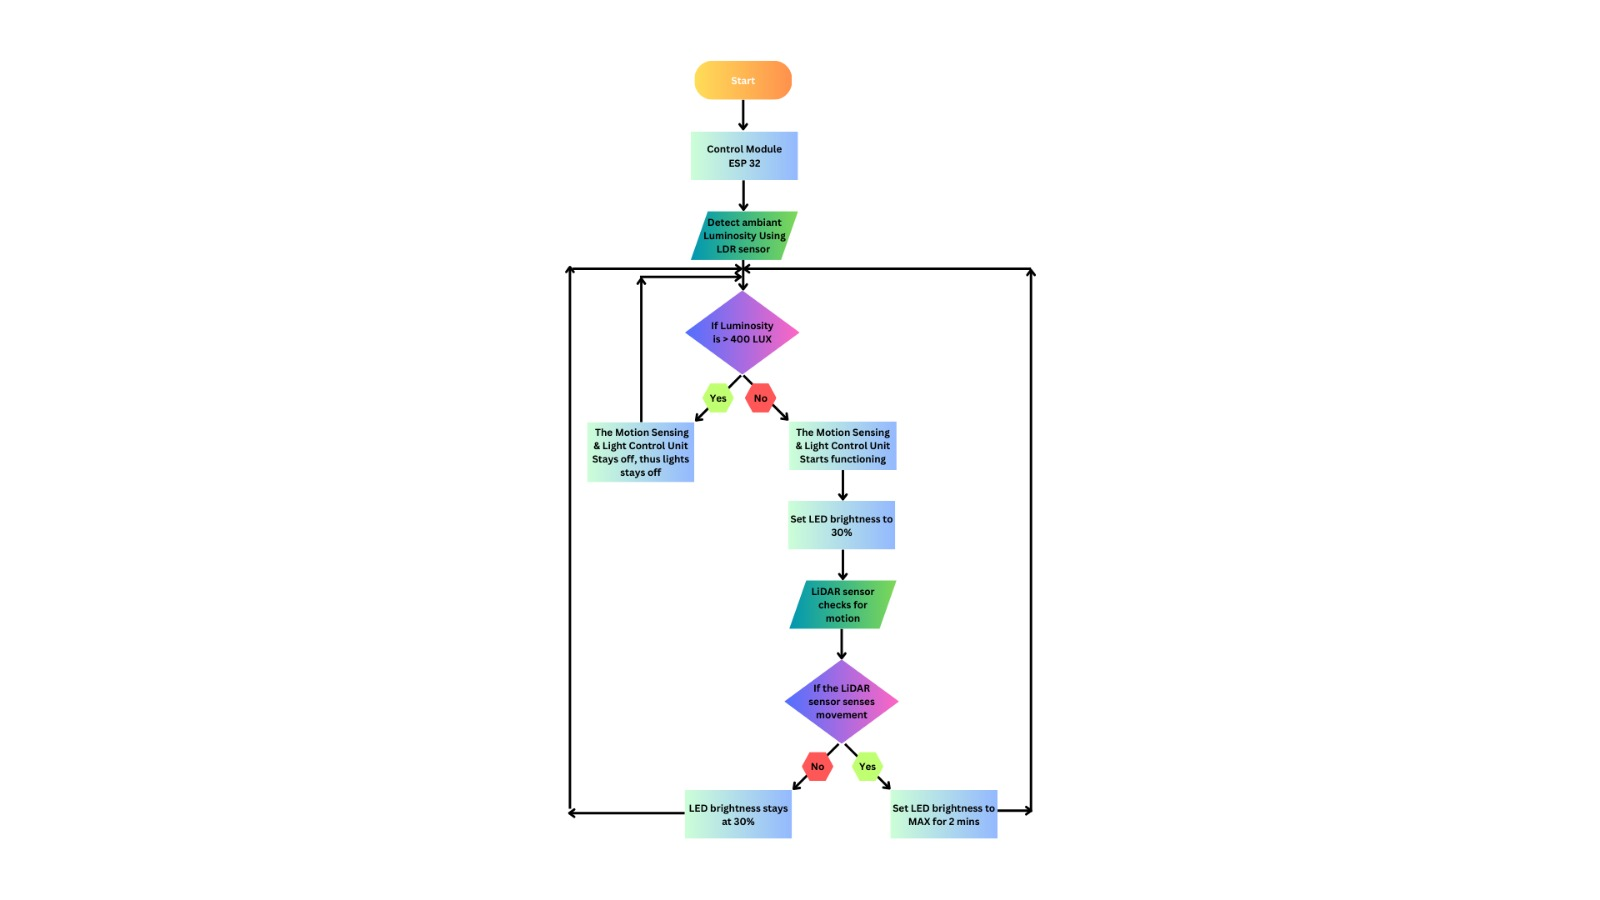 Start
Control Module
ESP 32
Detect ambiant
Luminosity Using
LDR sensor
If Luminosity
is > 400 LUX
Yes
No
The Motion Sensing
& Light Control Unit
Stays off, thus lights
stays off
The Motion Sensing
& Light Control Unit
Starts functioning
Set LED brightness to
30%
LiDAR sensor
checks for
motion
If the LiDAR
sensor senses
movement
No
Yes
LED brightness stays
at 30%
Set LED brightness to
MAX for 2 mins